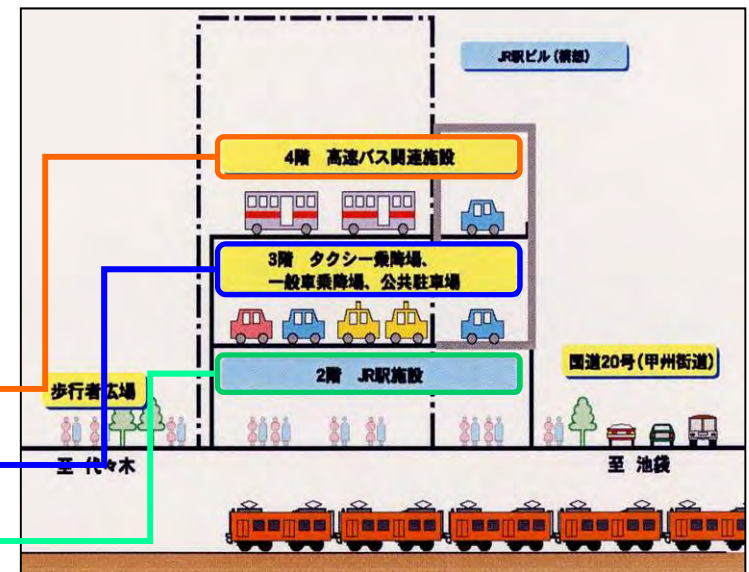 JR駅ビル(構想)
4階 高速バス関連施設
3階 タクシー乗降場、
一般車乗降場、公共駐車場
2階 JR駅施設
国道20号(甲州街道)
歩行者広場
至 代々木
至 池袋